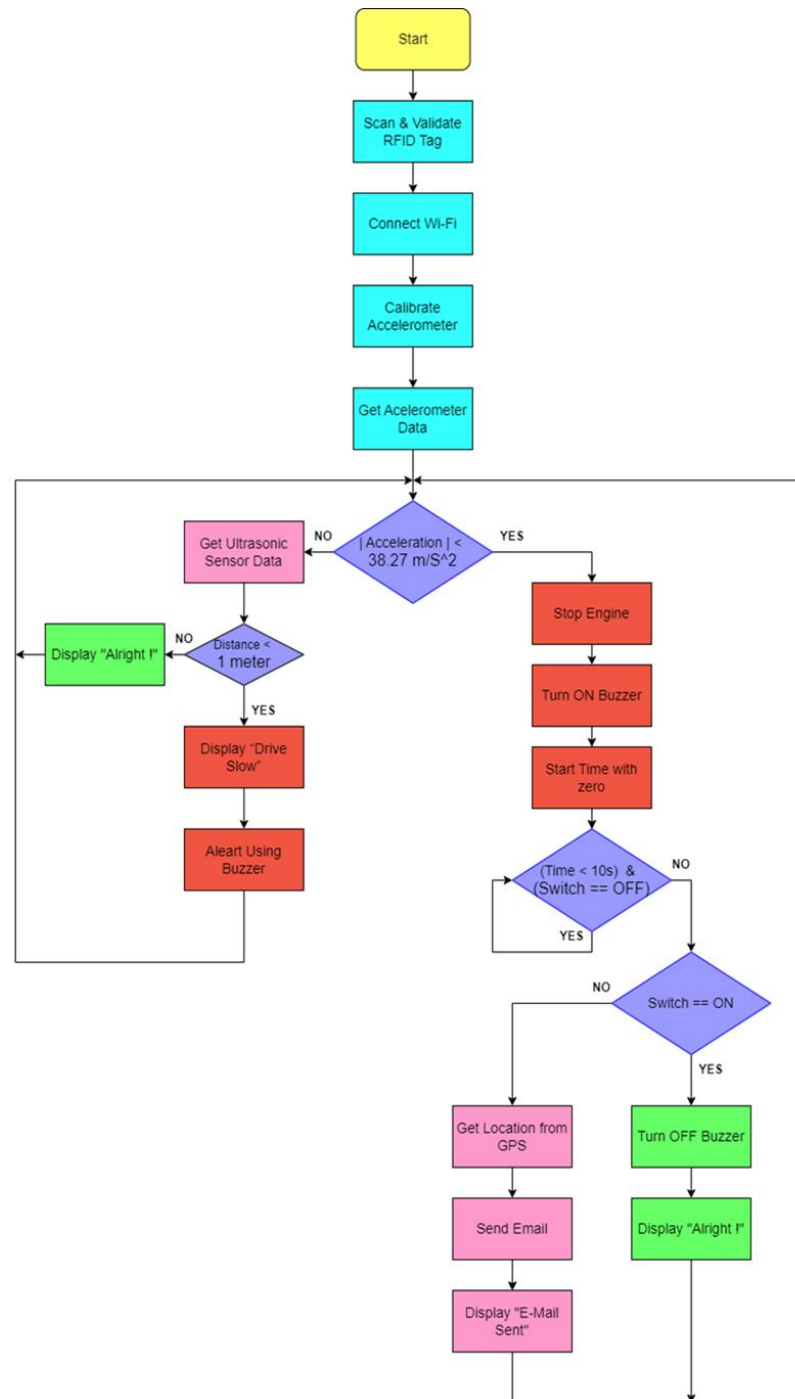 Start
Scan & Validate
RFID Tag
Connect Wi-Fi
Calibrate
Accelerometer
Get Acelerometer
Data
| Acceleration | <
38.27 m/S^2
NO
YES
Get Ultrasonic
Sensor Data
Distance <
1 meter
NO
YES
Display "Alright !"
Display “Drive
Slow”
Aleart Using
Buzzer
Stop Engine
Turn ON Buzzer
Start Time with
zero
(Time < 10s) &
(Switch == OFF)
NO
YES
Switch == ON
NO
YES
Get Location from
GPS
Send Email
Display "E-Mail
Sent"
Turn OFF Buzzer
Display "Alright !"